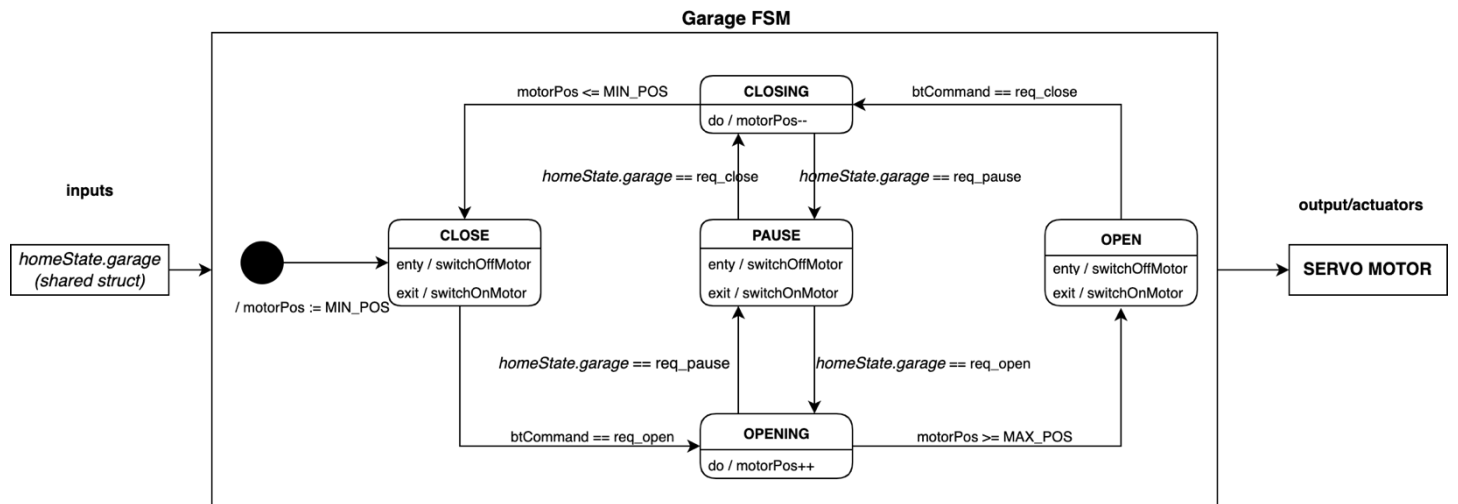 Garage FSM
inputs
homeState.garage
(shared struct)
/ motorPos := MIN_POS
motorPos <= MIN_POS
CLOSING
do / motorPos--
btCommand == req_close
homeState.garage == req_close
homeState.garage == req_pause
CLOSE
enty / switchOffMotor
exit / switchOnMotor
PAUSE
enty / switchOffMotor
exit / switchOnMotor
OPEN
enty / switchOffMotor
exit / switchOnMotor
homeState.garage == req_pause
homeState.garage == req_open
btCommand == req_open
OPENING
do / motorPos++
motorPos >= MAX_POS
output/actuators
SERVO MOTOR